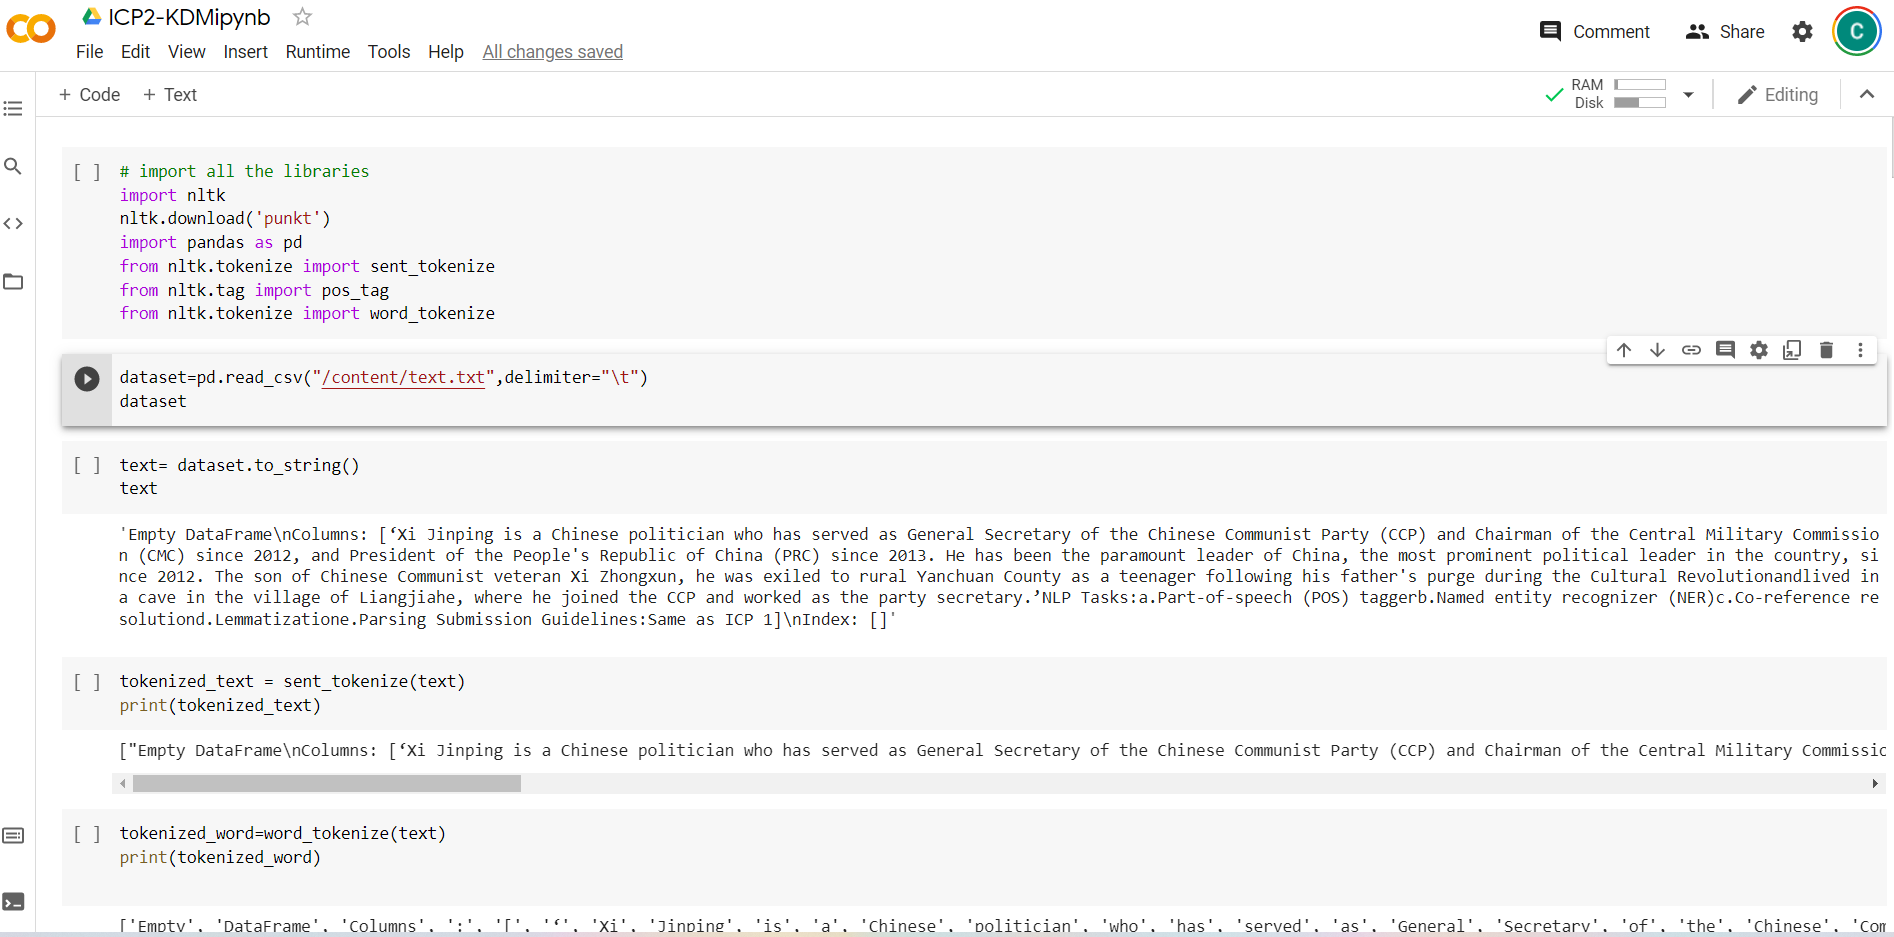 ICP2-KDMipynb
File Edit View Insert Runtime Tools Help All changes saved
Comment Share C
+ Code + Text
RAM
Disk
Editing
[ ] # import all the libraries
import nltk
nltk.download('punkt')
import pandas as pd
from nltk.tokenize import sent_tokenize
from nltk.tag import pos_tag
from nltk.tokenize import word_tokenize
dataset=pd.read_csv("/content/text.txt",delimiter="\t")
dataset
[ ] text= dataset.to_string()
text
'Empty DataFrame\nColumns: [‘Xi Jinping is a Chinese politician who has served as General Secretary of the Chinese Communist Party (CCP) and Chairman of the Central Military Commissio
n (CMC) since 2012, and President of the People's Republic of China (PRC) since 2013. He has been the paramount leader of China, the most prominent political leader in the country, si
nce 2012. The son of Chinese Communist veteran Xi Zhongxun, he was exiled to rural Yanchuan County as a teenager following his father's purge during the Cultural Revolutionandlived in
a cave in the village of Liangjiahe, where he joined the CCP and worked as the party secretary.’NLP Tasks:a.Part-of-speech (POS) taggerb.Named entity recognizer (NER)c.Co-reference re
solutiond.Lemmatizatione.Parsing Submission Guidelines:Same as ICP 1]\nIndex: []'
[ ] tokenized_text = sent_tokenize(text)
print(tokenized_text)
["Empty DataFrame\nColumns: [‘Xi Jinping is a Chinese politician who has served as General Secretary of the Chinese Communist Party (CCP) and Chairman of the Central Military Commissio
[ ] tokenized_word=word_tokenize(text)
print(tokenized_word)
['Empty', 'DataFrame', 'Columns', ':', '[', '‘', 'Xi', 'Jinping', 'is', 'a', 'Chinese', 'politician', 'who', 'has', 'served', 'as', 'General', 'Secretary', 'of', 'the', 'Chinese', 'Com